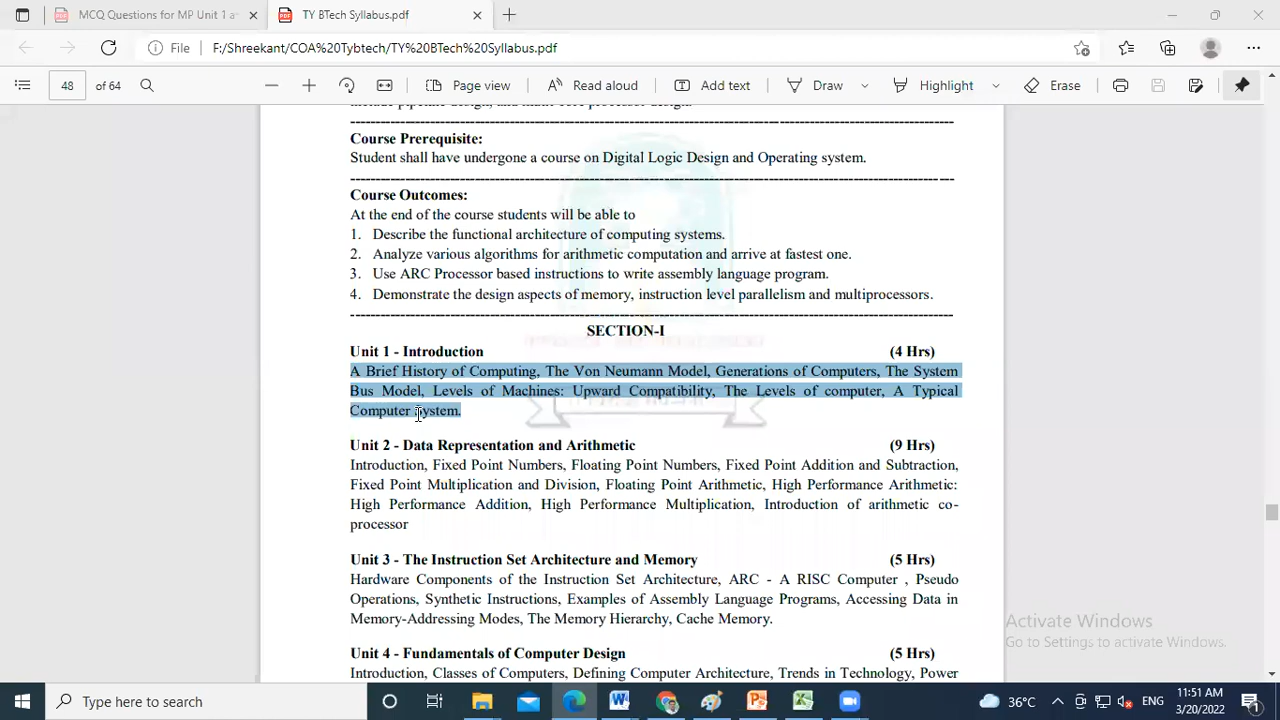 MCQ Questions for MP Unit 1 a
TY BTech Syllabus.pdf
File
F:/Shreekant/COA%20Tybtech/TY%20BTech%20Syllabus.pdf
48 of 64
Page view
Read aloud
Add text
Draw
Highlight
Erase
Course Prerequisite:
Student shall have undergone a course on Digital Logic Design and Operating system.
Course Outcomes:
At the end of the course students will be able to
1. Describe the functional architecture of computing systems.
2. Analyze various algorithms for arithmetic computation and arrive at fastest one.
3. Use ARC Processor based instructions to write assembly language program.
4. Demonstrate the design aspects of memory, instruction level parallelism and multiprocessors.
SECTION-I
Unit 1 - Introduction (4 Hrs)
A Brief History of Computing, The Von Neumann Model, Generations of Computers, The System
Bus Model, Levels of Machines: Upward Compatibility, The Levels of computer, A Typical
Computer System.
Unit 2 - Data Representation and Arithmetic (9 Hrs)
Introduction, Fixed Point Numbers, Floating Point Numbers, Fixed Point Addition and Subtraction,
Fixed Point Multiplication and Division, Floating Point Arithmetic, High Performance Arithmetic:
High Performance Addition, High Performance Multiplication, Introduction of arithmetic co-
processor
Unit 3 - The Instruction Set Architecture and Memory (5 Hrs)
Hardware Components of the Instruction Set Architecture, ARC - A RISC Computer , Pseudo
Operations, Synthetic Instructions, Examples of Assembly Language Programs, Accessing Data in
Memory-Addressing Modes, The Memory Hierarchy, Cache Memory.
Unit 4 - Fundamentals of Computer Design (5 Hrs)
Introduction, Classes of Computers, Defining Computer Architecture, Trends in Technology, Power
Activate Windows
Go to Settings to activate Windows.
Type here to search
36°C
ENG
11:51 AM
3/20/2022
1